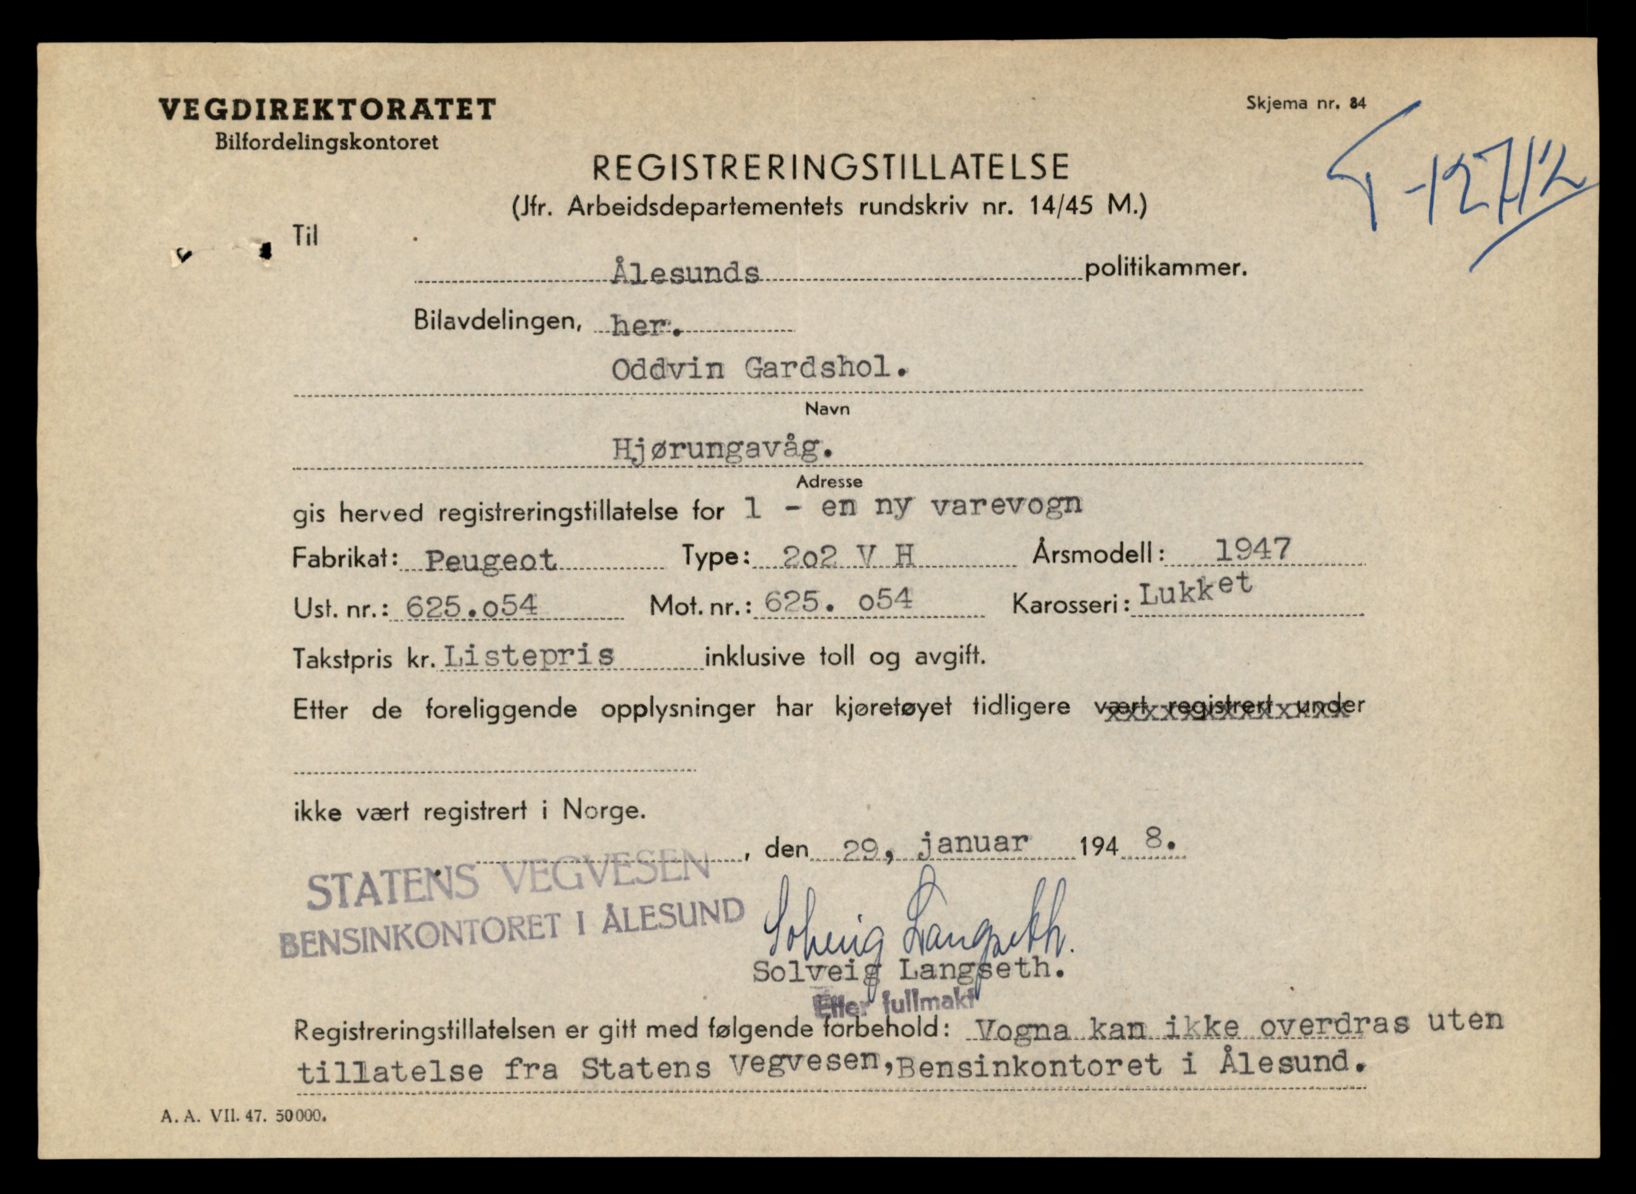 VEGDIREKTORATET
Bilfordelingskontoret
Skjema nr. 84
T-12712
REGISTRERINGSTILLATELSE
(Jfr. Arbeidsdepartementets rundskriv nr. 14/45 M.)
Til
Ålesunds politikammer.
Bilavdelingen, her.
Oddvin Gardshol.
Navn
Hjørungavåg.
Adresse
gis herved registreringstillatelse for 1 - en ny varevogn
Fabrikat: Peugeot Type: 2o2 V H Årsmodell: 1947
Ust. nr.: 625.o54 Mot. nr.: 625. o54 Karosseri: Lukket
Takstpris kr. Listepris inklusive toll og avgift.
Etter de foreliggende opplysninger har kjøretøyet tidligere vært registrert under
ikke vært registrert i Norge.
, den 29, januar 1948.
STATENS VEGVESEN
BENSINKONTORET I ÅLESUND
Solveig Langseth.
Solveig Langseth.
Etter fullmakt
Registreringstillatelsen er gitt med følgende forbehold: Vogna kan ikke overdras uten
tillatelse fra Statens Vegvesen, Bensinkontoret i Ålesund.
A. A. VII. 47. 50000.